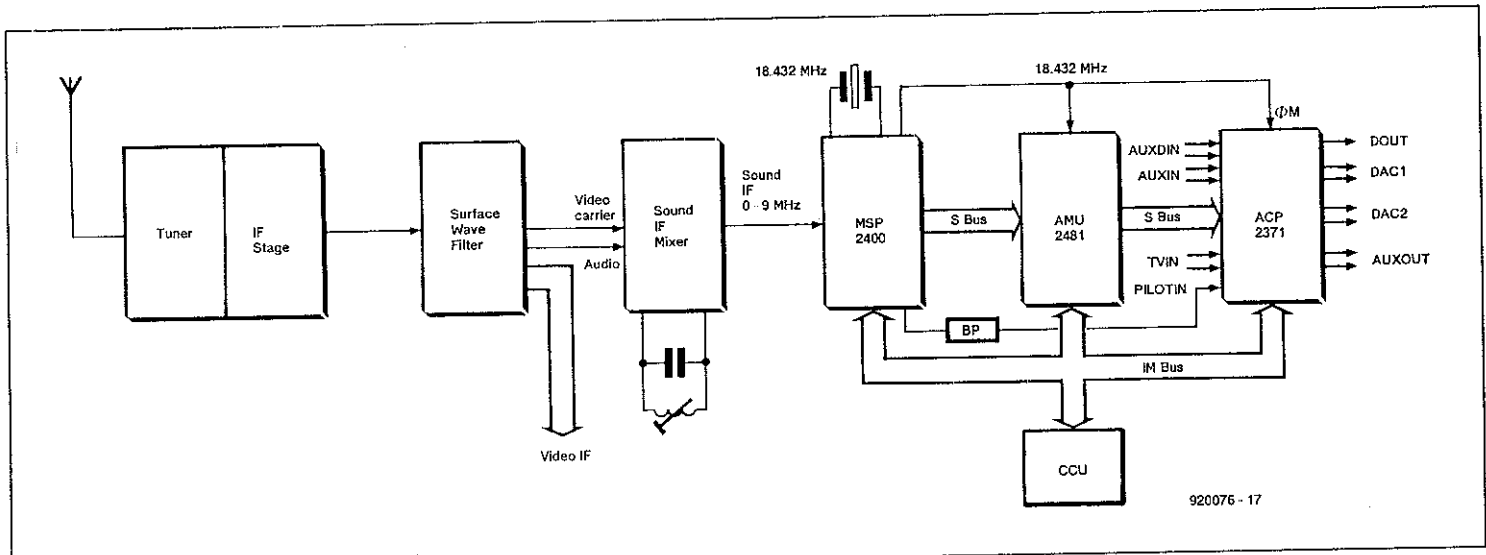 18.432 MHz
18.432 MHz
ΦM
Tuner
IF
Stage
Surface
Wave
Filter
Video
carrier
Audio
Video IF
Sound
IF
Mixer
Sound
IF
0 - 9 MHz
MSP
2400
S Bus
AMU
2481
S Bus
AUXDIN
AUXIN
TVIN
PILOTIN
ACP
2371
DOUT
DAC1
DAC2
AUXOUT
BP
IM Bus
CCU
920076 - 17